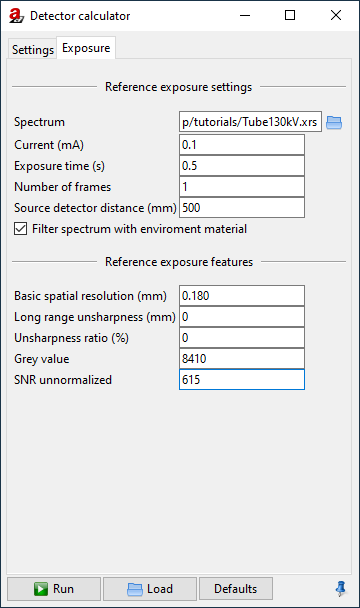 Detector calculator
Settings Exposure
Reference exposure settings
Spectrum p/tutorials/Tube130kV.xrs
Current (mA) 0.1
Exposure time (s) 0.5
Number of frames 1
Source detector distance (mm) 500
Filter spectrum with enviroment material
Reference exposure features
Basic spatial resolution (mm) 0.180
Long range unsharpness (mm) 0
Unsharpness ratio (%) 0
Grey value 8410
SNR unnormalized 615
Run Load Defaults